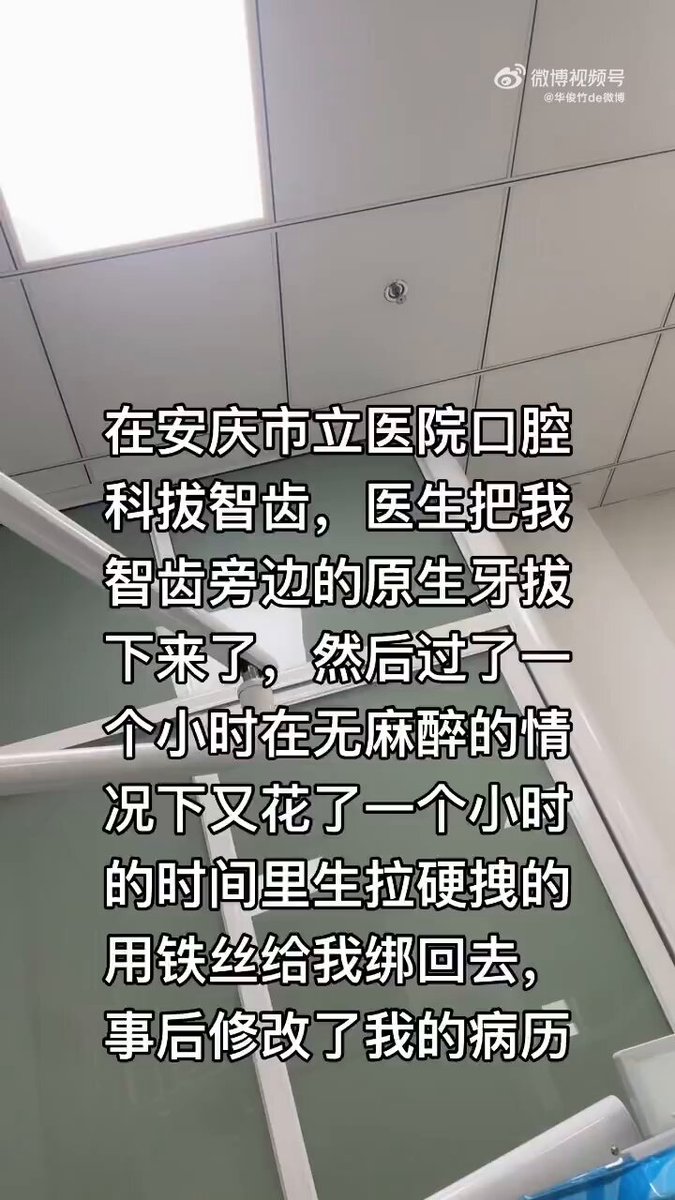 微博视频号
@华俊竹de微博
在安庆市立医院口腔
科拔智齿，医生把我
智齿旁边的原生牙拔
下来了，然后过了一
个小时在无麻醉的情
况下又花了一个小时
的时间里生拉硬拽的
用铁丝给我绑回去，
事后修改了我的病历